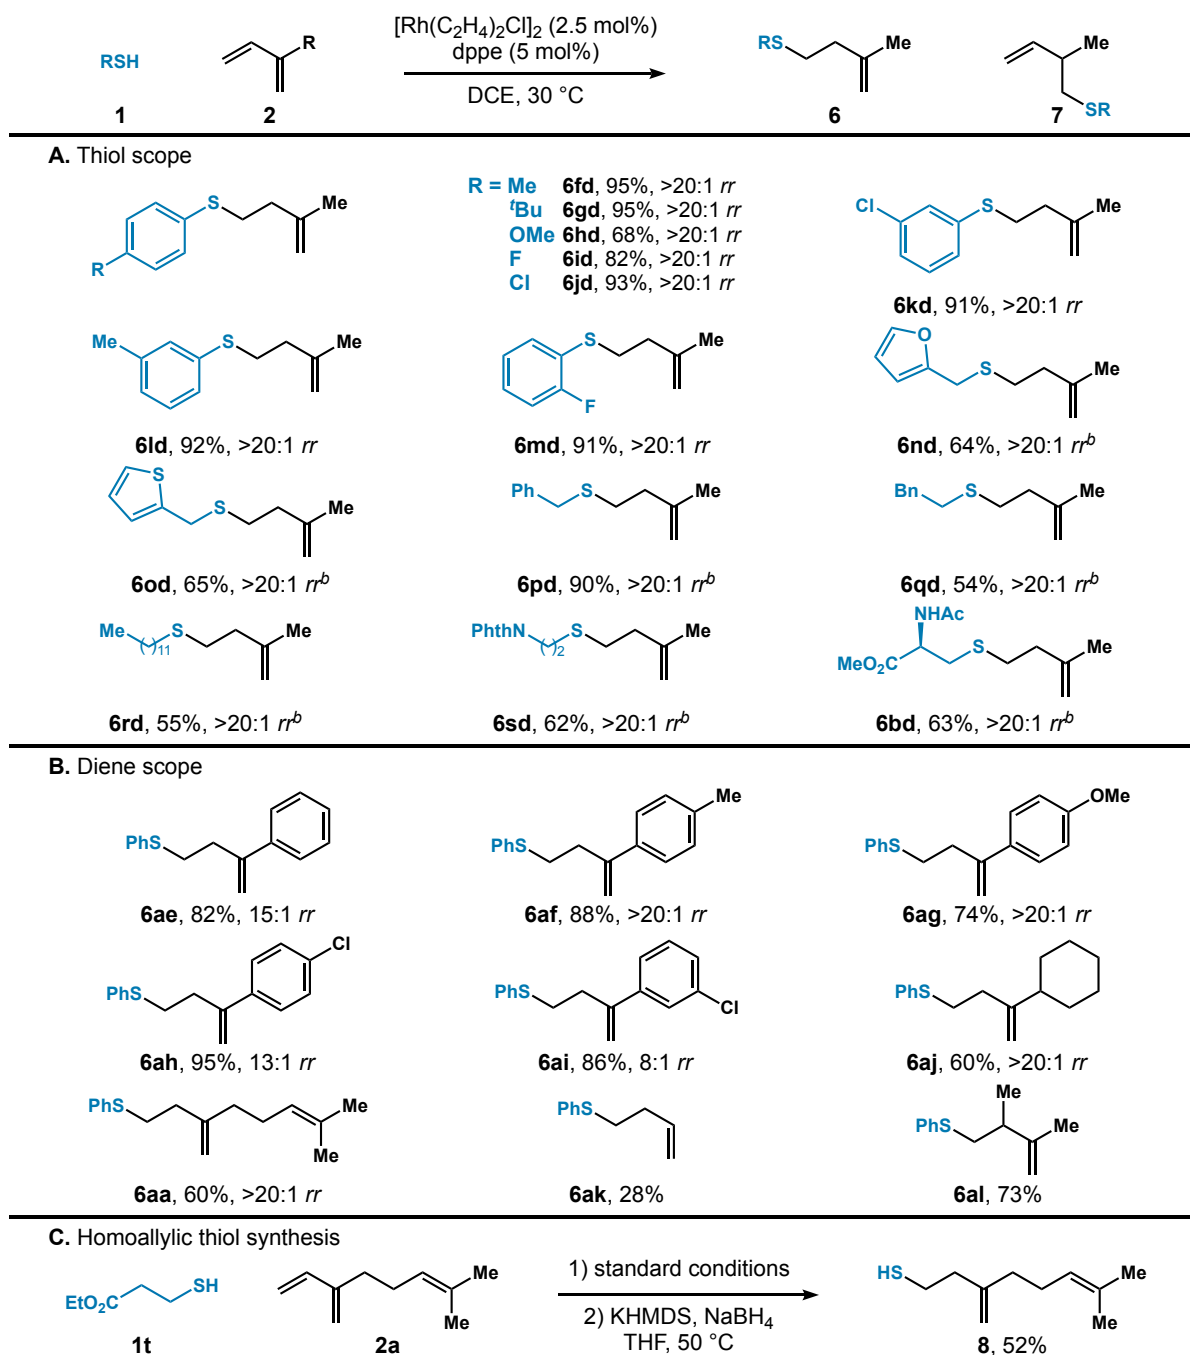 RSH
1
R
2
[Rh(C2H4)2Cl]2 (2.5 mol%)
dppe (5 mol%)
DCE, 30 °C
RS
Me
6
Me
SR
7
A. Thiol scope
R
S
Me
R = Me 6fd, 95%, >20:1 rr
tBu 6gd, 95%, >20:1 rr
OMe 6hd, 68%, >20:1 rr
F 6id, 82%, >20:1 rr
Cl 6jd, 93%, >20:1 rr
Cl
S
Me
6kd, 91%, >20:1 rr
Me
S
Me
6ld, 92%, >20:1 rr
S
F
Me
6md, 91%, >20:1 rr
O
S
Me
6nd, 64%, >20:1 rrb
S
S
Me
6od, 65%, >20:1 rrb
Ph
S
Me
6pd, 90%, >20:1 rrb
Bn
S
Me
6qd, 54%, >20:1 rrb
Me
( )11
S
Me
6rd, 55%, >20:1 rrb
PhthN
( )2
S
Me
6sd, 62%, >20:1 rrb
NHAc
MeO2C
S
Me
6bd, 63%, >20:1 rrb
B. Diene scope
PhS
6ae, 82%, 15:1 rr
PhS
Me
6af, 88%, >20:1 rr
PhS
OMe
6ag, 74%, >20:1 rr
PhS
Cl
6ah, 95%, 13:1 rr
PhS
Cl
6ai, 86%, 8:1 rr
PhS
6aj, 60%, >20:1 rr
PhS
Me
Me
6aa, 60%, >20:1 rr
PhS
6ak, 28%
Me
PhS
Me
6al, 73%
C. Homoallylic thiol synthesis
SH
EtO2C
1t
Me
Me
2a
1) standard conditions
2) KHMDS, NaBH4
THF, 50 °C
HS
Me
Me
8, 52%